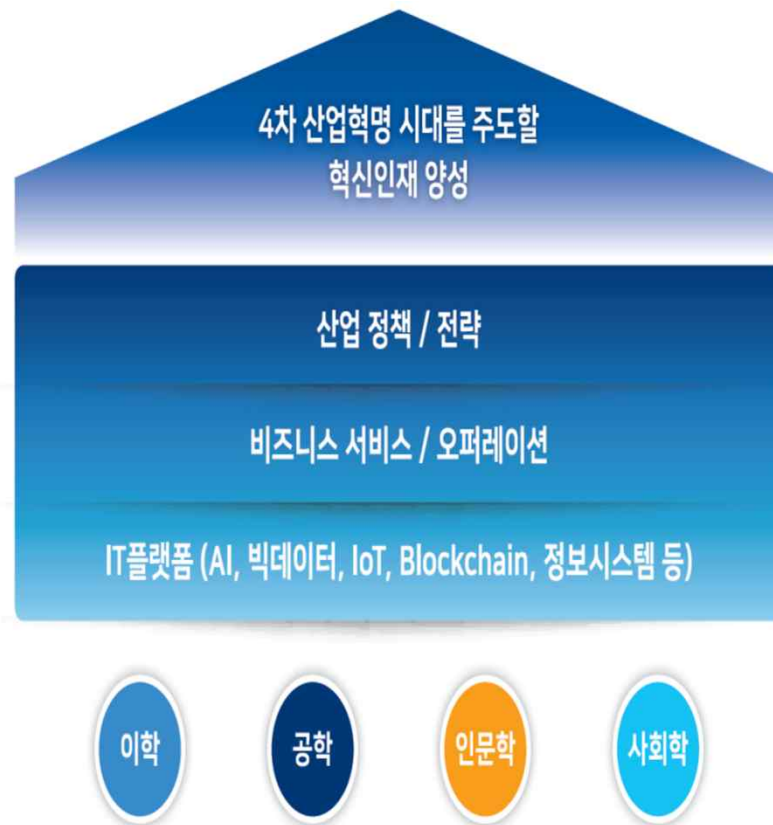 4차 산업혁명 시대를 주도할
혁신인재 양성
산업 정책 / 전략
비즈니스 서비스 / 오퍼레이션
IT플랫폼 (AI, 빅데이터, IoT, Blockchain, 정보시스템 등)
이학 공학 인문학 사회학